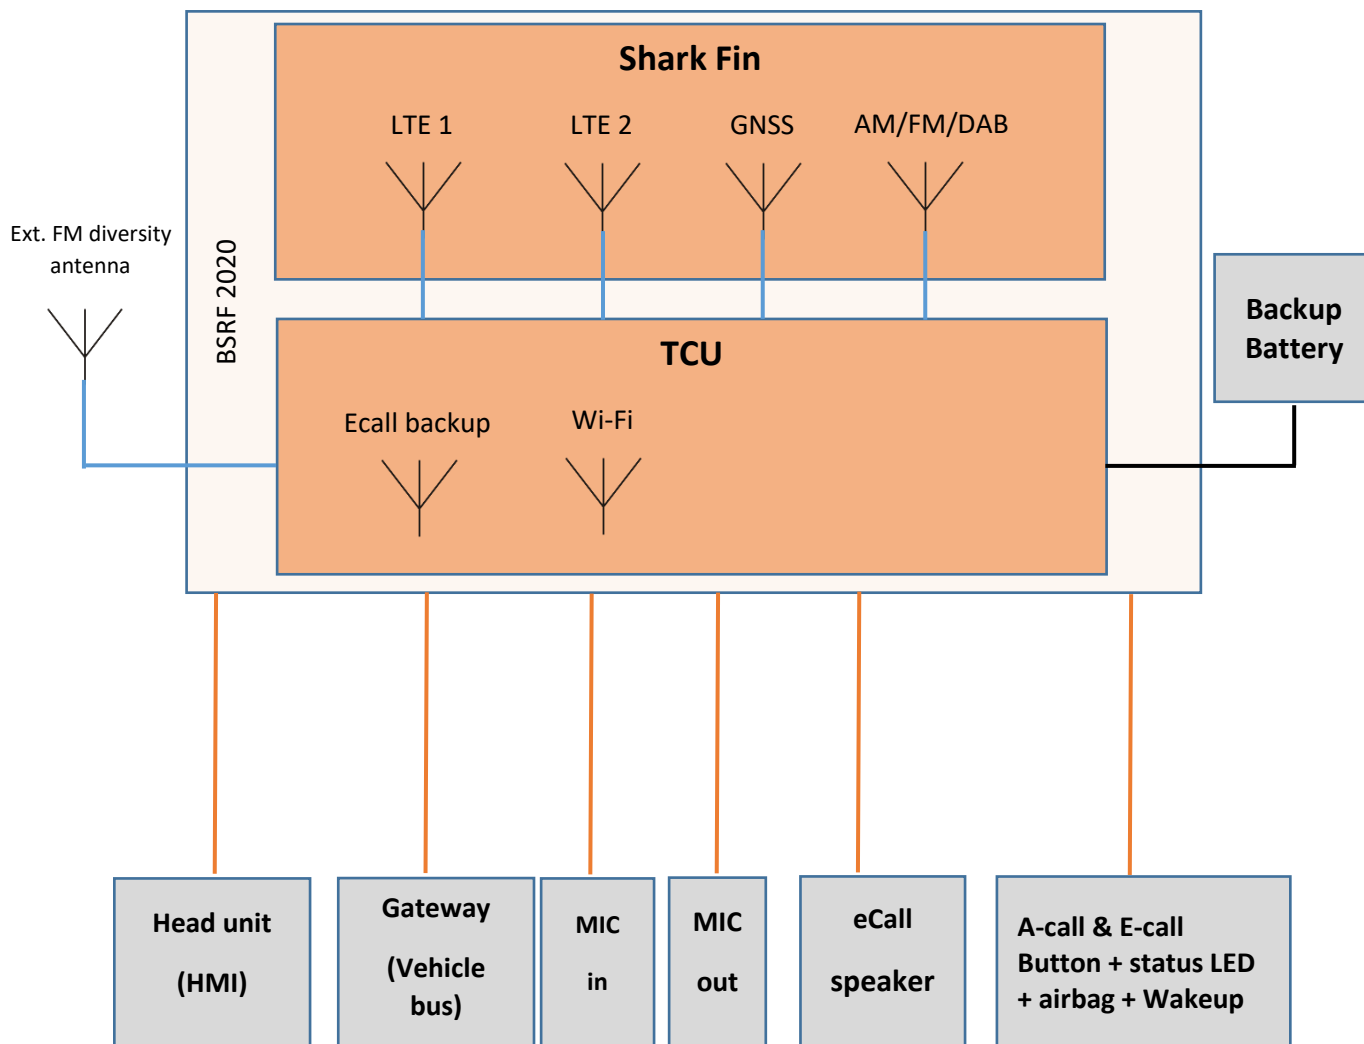 Shark Fin
LTE 1
LTE 2
GNSS
AM/FM/DAB
Ext. FM diversity
antenna
BSRF 2020
Backup
Battery
TCU
Ecall backup
Wi-Fi
Head unit
(HMI)
Gateway
(Vehicle
bus)
MIC
in
MIC
out
eCall
speaker
A-call & E-call
Button + status LED
+ airbag + Wakeup